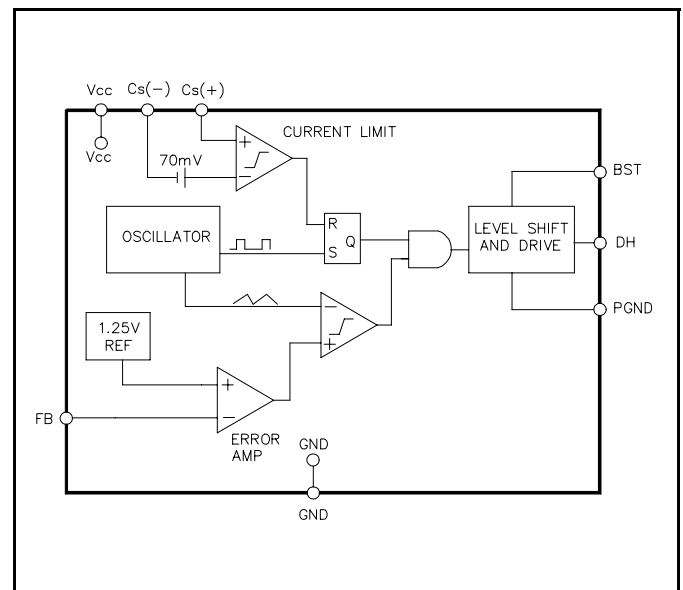 Vcc
Cs(-)
Cs(+)
Vcc
CURRENT LIMIT
+
70mV
-
BST
OSCILLATOR
R
Q
S
LEVEL SHIFT
AND DRIVE
DH
-
+
PGND
1.25V
REF
+
-
FB
ERROR
AMP
GND
GND